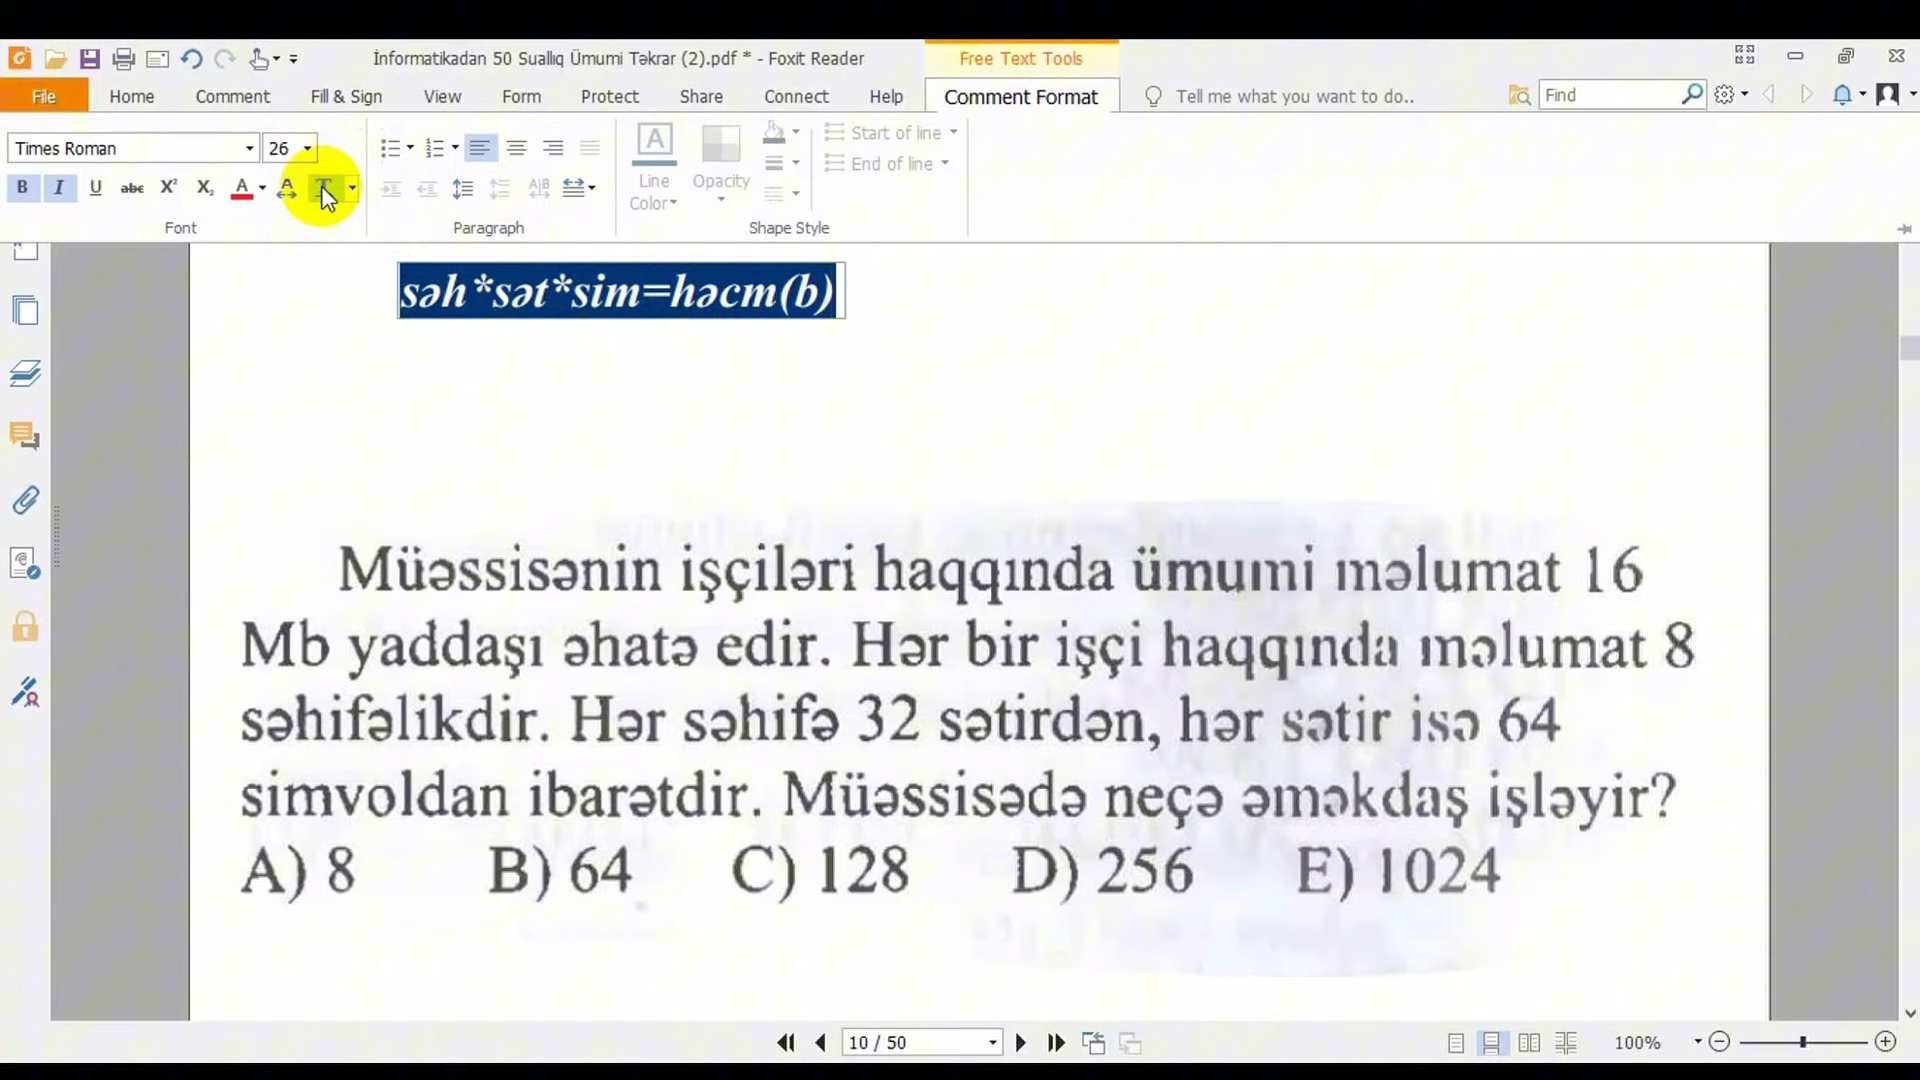 İnformatikadan 50 Suallıq Ümumi Təkrar (2).pdf * - Foxit Reader
Free Text Tools
File Home Comment Fill & Sign View Form Protect Share Connect Help Comment Format Tell me what you want to do.. Find
Times Roman 26
Start of line
End of line
B I U abc X² X₂ A A T
Line Color
Opacity
Font Paragraph Shape Style
səh*sət*sim=həcm(b)
Müəssisənin işçiləri haqqında ümumi məlumat 16
Mb yaddaşı əhatə edir. Hər bir işçi haqqında məlumat 8
səhifəlikdir. Hər səhifə 32 sətirdən, hər sətir isə 64
simvoldan ibarətdir. Müəssisədə neçə əməkdaş işləyir?
A) 8 B) 64 C) 128 D) 256 E) 1024
10 / 50
100%